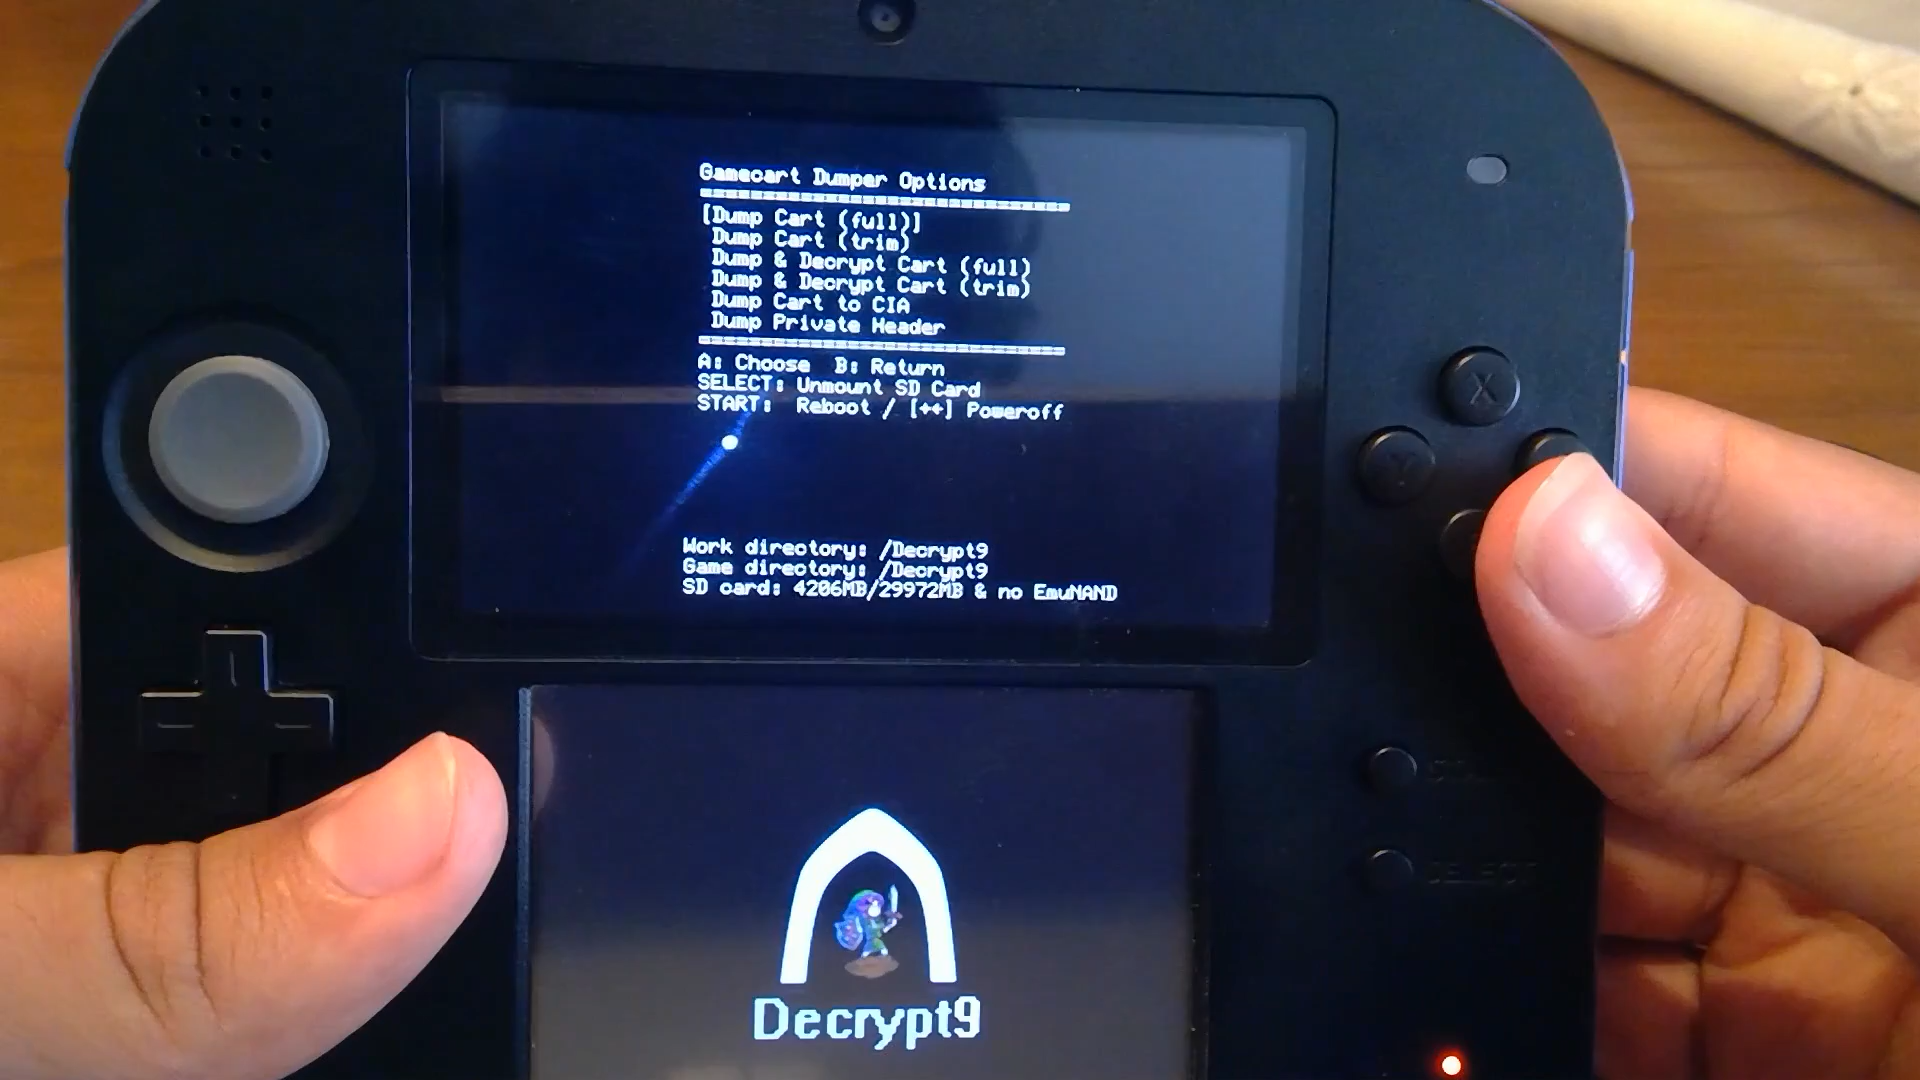 Gamecart Dumper Options
[Dump Cart (full)]
Dump Cart (trim)
Dump & Decrypt Cart (full)
Dump & Decrypt Cart (trim)
Dump Cart to CIA
Dump Private Header
A: Choose B: Return
SELECT: Unmount SD Card
START: Reboot / [++] Poweroff
Work directory: /Decrypt9
Game directory: /Decrypt9
SD card: 4206MB/29972MB & no EmuNAND
X
Y
SELECT
Decrypt9